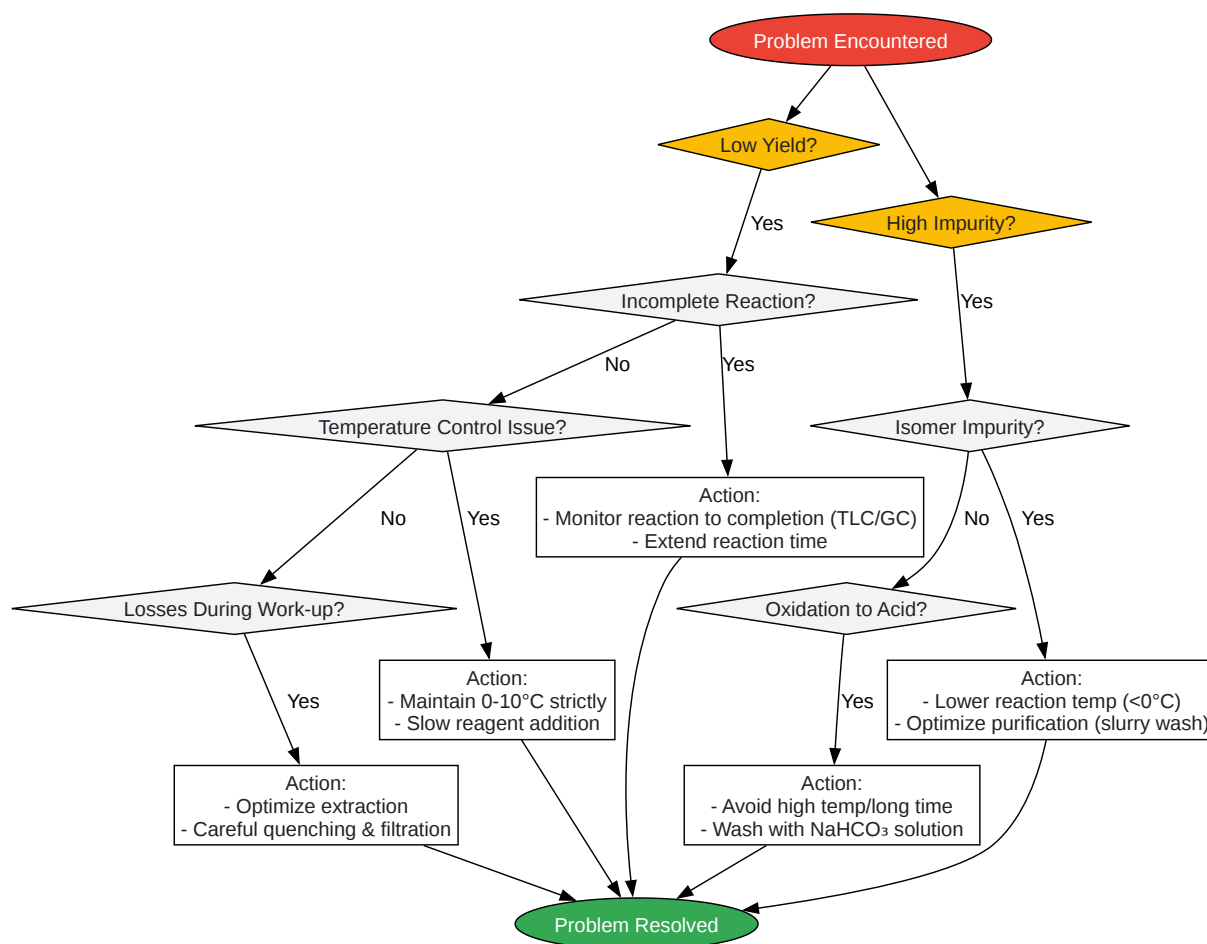 Problem Encountered
Low Yield?
High Impurity?
Yes
Yes
Incomplete Reaction?
No
Yes
Temperature Control Issue?
Isomer Impurity?
Action:
- Monitor reaction to completion (TLC/GC)
- Extend reaction time
No
Yes
No
Yes
Losses During Work-up?
Oxidation to Acid?
Action:
- Maintain 0-10°C strictly
- Slow reagent addition
Action:
- Lower reaction temp (<0°C)
- Optimize purification (slurry wash)
Yes
Yes
Action:
- Optimize extraction
- Careful quenching & filtration
Action:
- Avoid high temp/long time
- Wash with NaHCO₃ solution
Problem Resolved